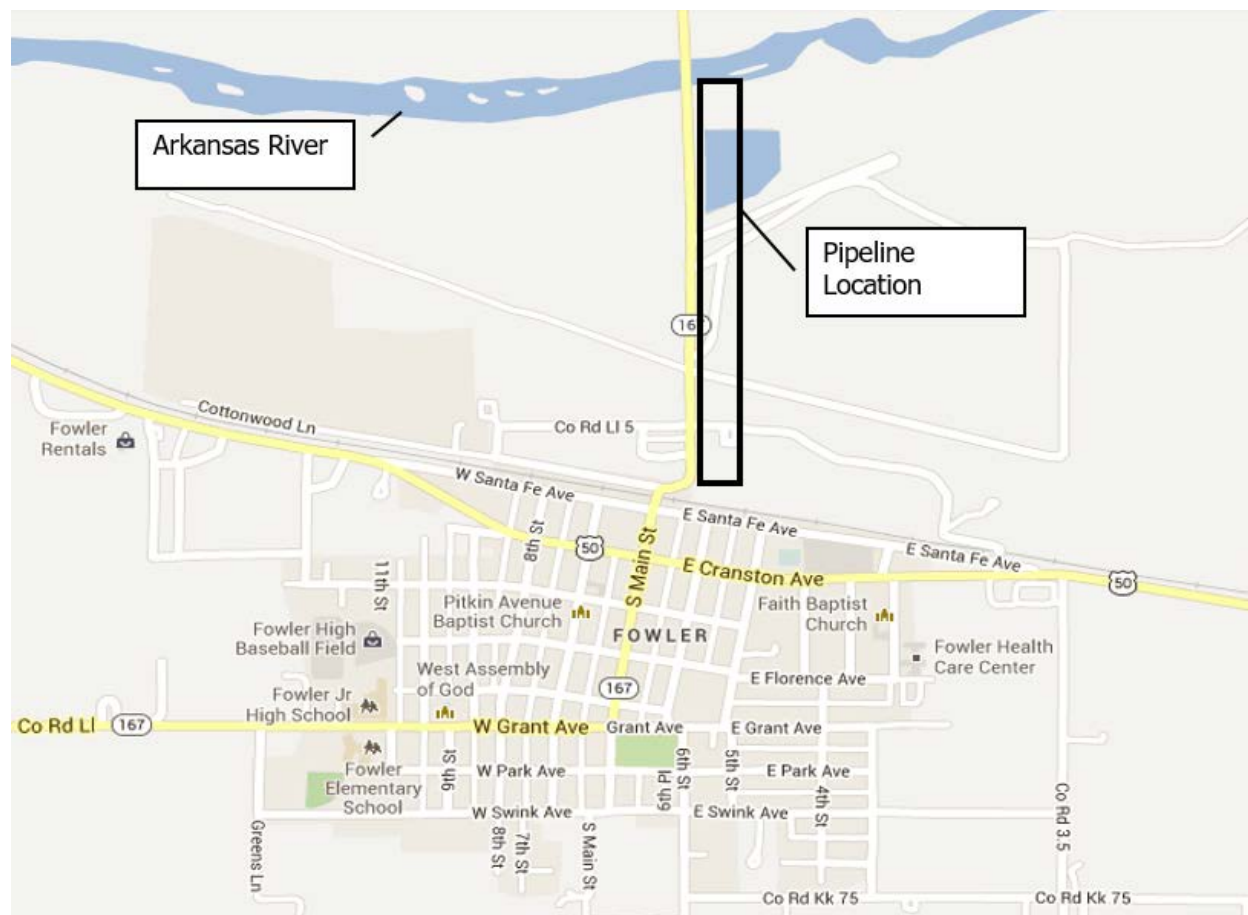 Arkansas River
Pipeline
Location
167
Cottonwood Ln
Co Rd Ll 5
Fowler
Rentals
W Santa Fe Ave
E Santa Fe Ave
E Santa Fe Ave
8th St
50
S Main St
E Cranston Ave
50
11th St
Pitkin Avenue
Baptist Church
Faith Baptist
Church
Fowler High
Baseball Field
FOWLER
Fowler Health
Care Center
West Assembly
of God
E Florence Ave
Fowler Jr
High School
167
Co Rd Ll
167
W Grant Ave
Grant Ave
E Grant Ave
Fowler
Elementary
School
9th St
W Park Ave
6th Pl
6th St
5th St
E Park Ave
4th St
W Swink Ave
E Swink Ave
Co Rd 3.5
Greens Ln
8th St
7th St
S Main St
Co Rd Kk 75
Co Rd Kk 75